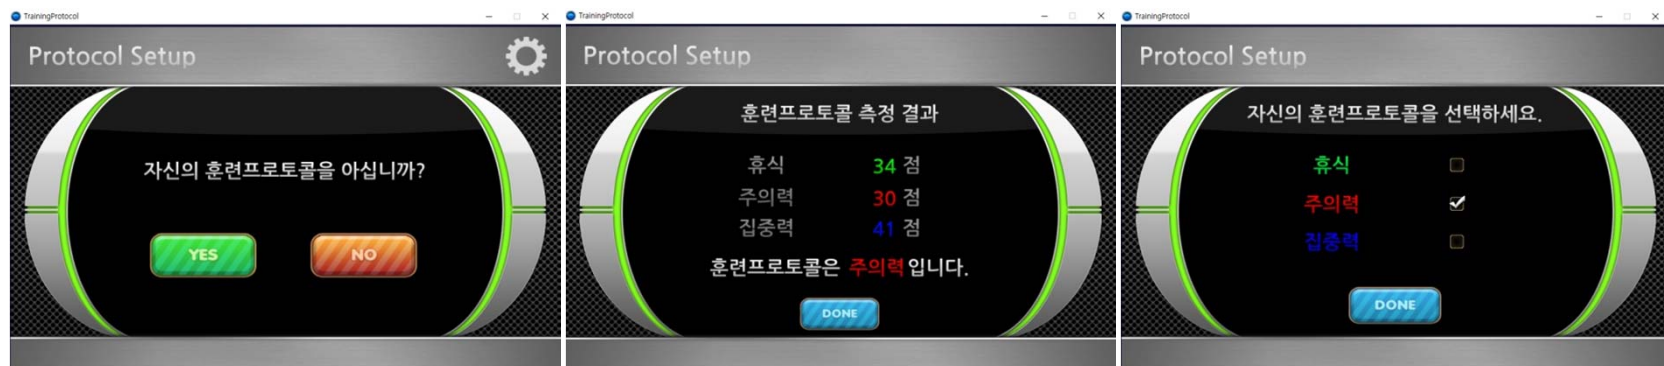 TrainingProtocol
Protocol Setup
자신의 훈련프로토콜을 아십니까?
YES
NO
TrainingProtocol
Protocol Setup
훈련프로토콜 측정 결과
휴식 34 점
주의력 30 점
집중력 41 점
훈련프로토콜은 주의력 입니다.
DONE
TrainingProtocol
Protocol Setup
자신의 훈련프로토콜을 선택하세요.
휴식
주의력
집중력
DONE